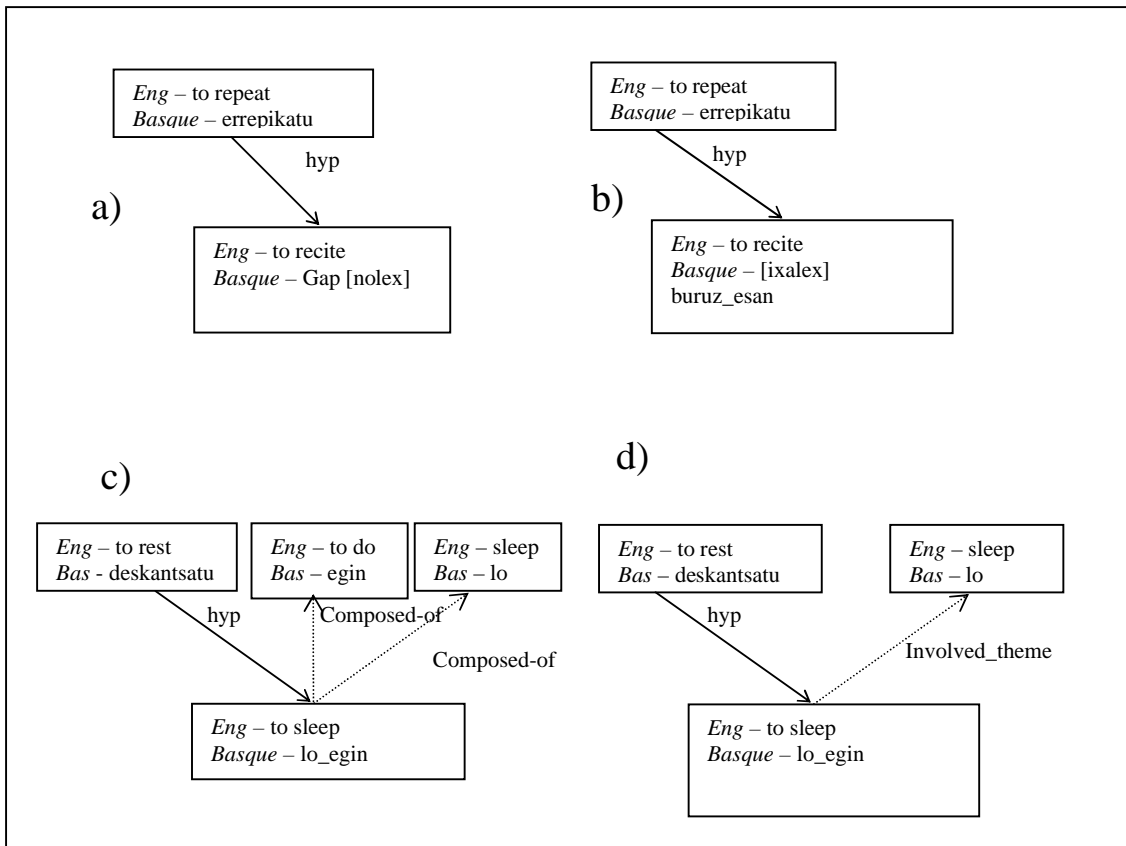 Eng – to repeat
Basque – errepikatu
hyp
a)
Eng – to recite
Basque – Gap [nolex]
Eng – to repeat
Basque – errepikatu
hyp
b)
Eng – to recite
Basque – [ixalex]
buruz_esan
c)
Eng – to rest
Bas - deskantsatu
Eng – to do
Bas – egin
Eng – sleep
Bas – lo
hyp
Composed-of
Composed-of
Eng – to sleep
Basque – lo_egin
d)
Eng – to rest
Bas – deskantsatu
Eng – sleep
Bas – lo
hyp
Involved_theme
Eng – to sleep
Basque – lo_egin